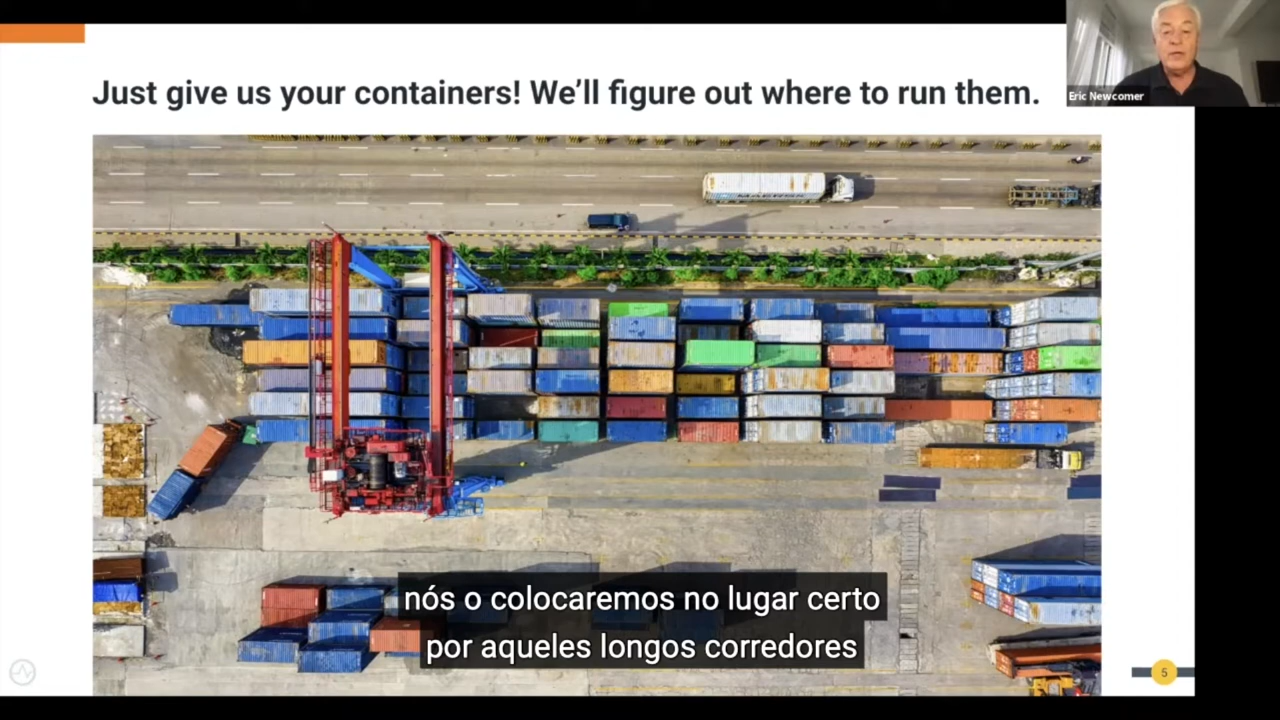 Just give us your containers! We’ll figure out where to run them.
Eric Newcomer
MAERSK
nós o colocaremos no lugar certo
por aqueles longos corredores
5